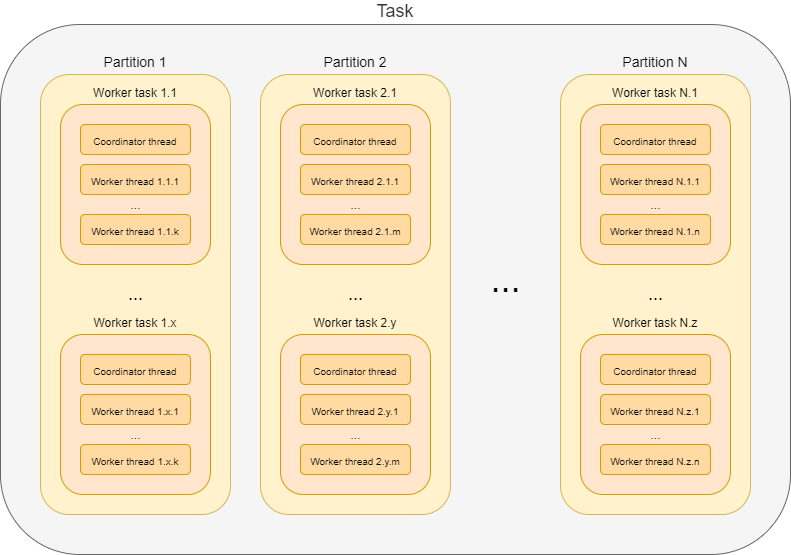 Task
Partition 1
Worker task 1.1
Coordinator thread
Worker thread 1.1.1
...
Worker thread 1.1.k
...
Worker task 1.x
Coordinator thread
Worker thread 1.x.1
...
Worker thread 1.x.k
Partition 2
Worker task 2.1
Coordinator thread
Worker thread 2.1.1
...
Worker thread 2.1.m
...
Worker task 2.y
Coordinator thread
Worker thread 2.y.1
...
Worker thread 2.y.m
...
Partition N
Worker task N.1
Coordinator thread
Worker thread N.1.1
...
Worker thread N.1.n
...
Worker task N.z
Coordinator thread
Worker thread N.z.1
...
Worker thread N.z.n